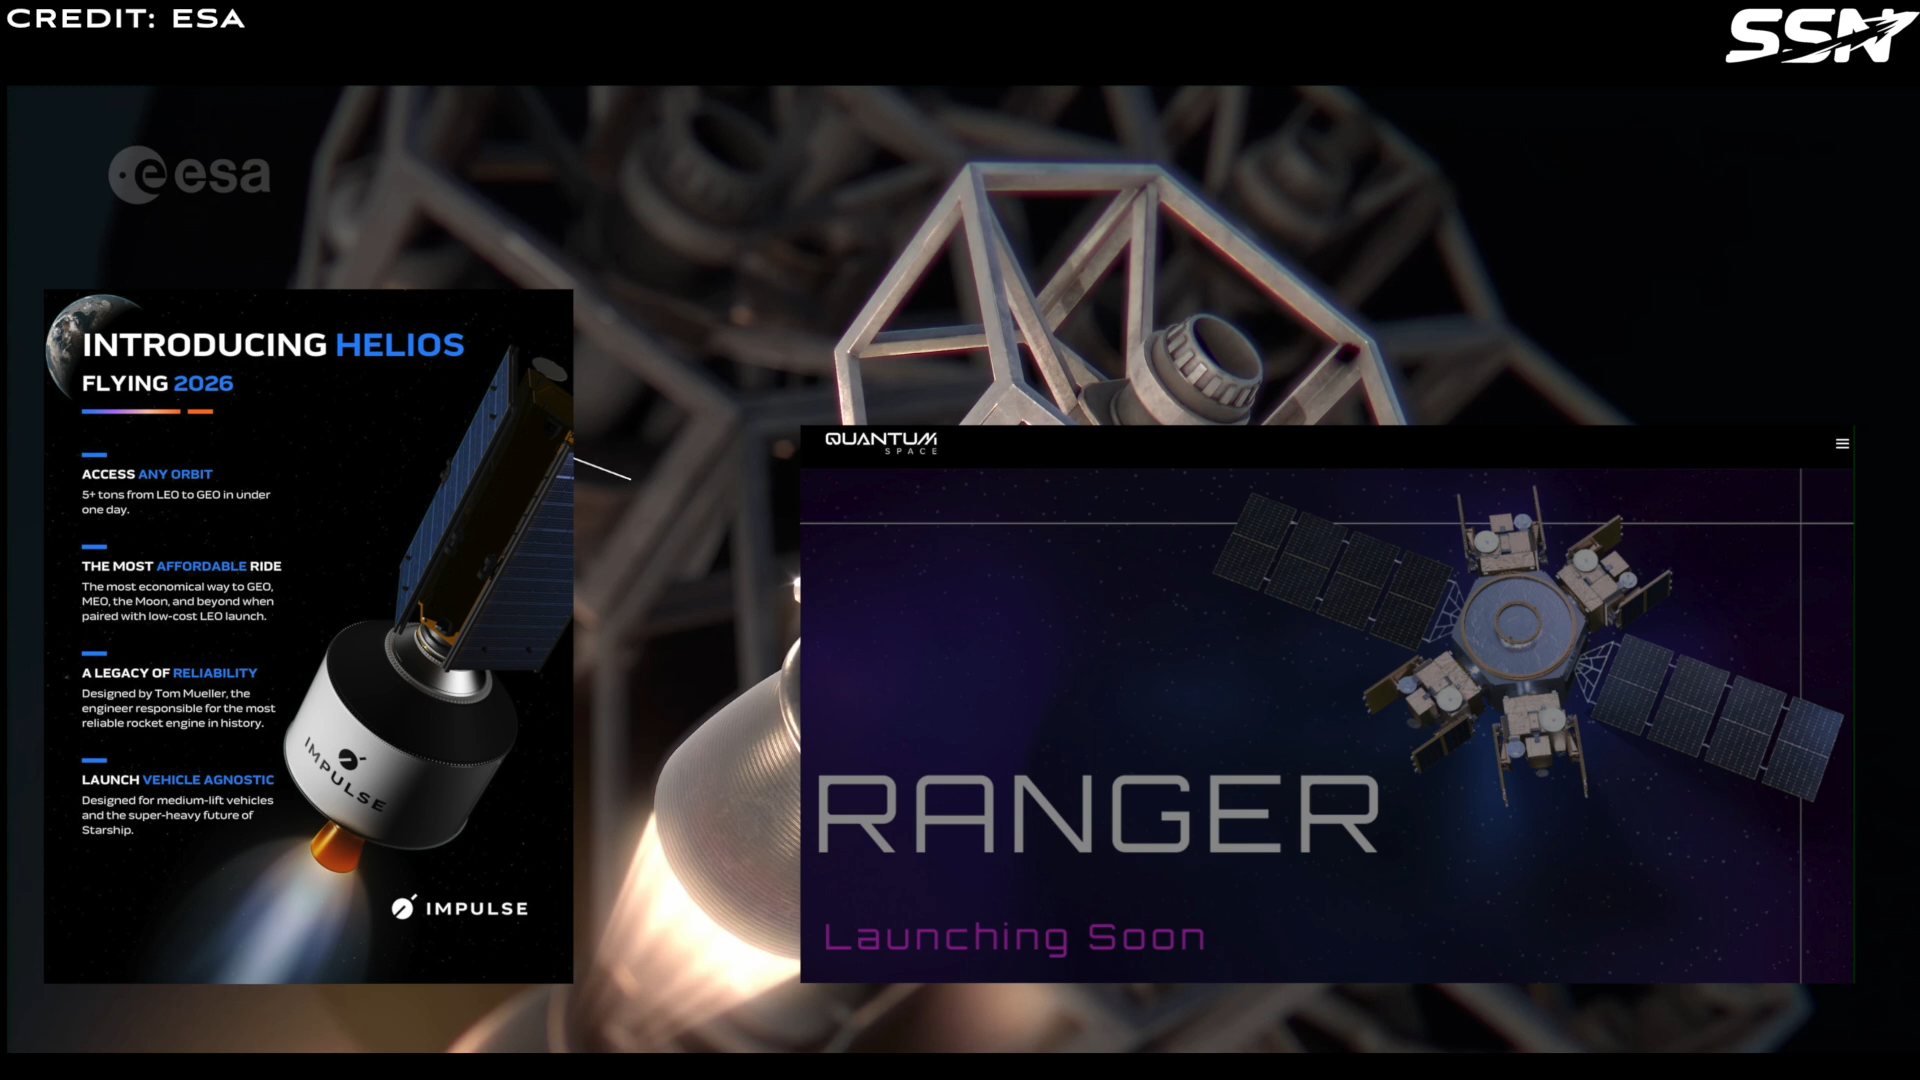 CREDIT: ESA
SSN
esa
INTRODUCING HELIOS
FLYING 2026
ACCESS ANY ORBIT
5+ tons from LEO to GEO in under
one day.
THE MOST AFFORDABLE RIDE
The most economical way to GEO,
MEO, the Moon, and beyond when
paired with low-cost LEO launch.
A LEGACY OF RELIABILITY
Designed by Tom Mueller, the
engineer responsible for the most
reliable rocket engine in history.
LAUNCH VEHICLE AGNOSTIC
Designed for medium-lift vehicles
and the super-heavy future of
Starship.
IMPULSE
IMPULSE
QUANTUM
SPACE
RANGER
Launching Soon